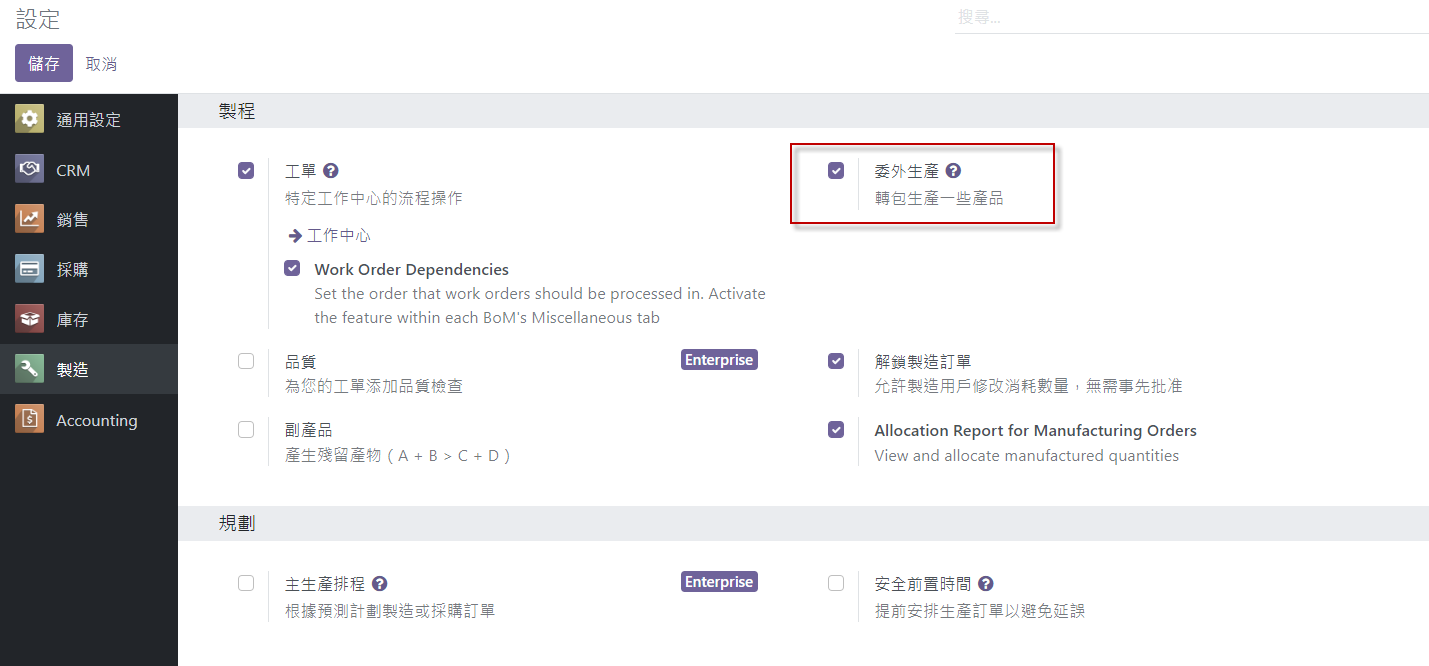 設定
搜尋...
儲存 取消
通用設定
CRM
銷售
採購
庫存
製造
Accounting
製程
工單
特定工作中心的流程操作
工作中心
Work Order Dependencies
Set the order that work orders should be processed in. Activate
the feature within each BoM's Miscellaneous tab
委外生產
轉包生產一些產品
品質 Enterprise
為您的工單添加品質檢查
解鎖製造訂單
允許製造用戶修改消耗數量，無需事先批准
副產品
產生殘留產物 ( A + B > C + D )
Allocation Report for Manufacturing Orders
View and allocate manufactured quantities
規劃
主生產排程 Enterprise
根據預測計劃製造或採購訂單
安全前置時間
提前安排生產訂單以避免延誤